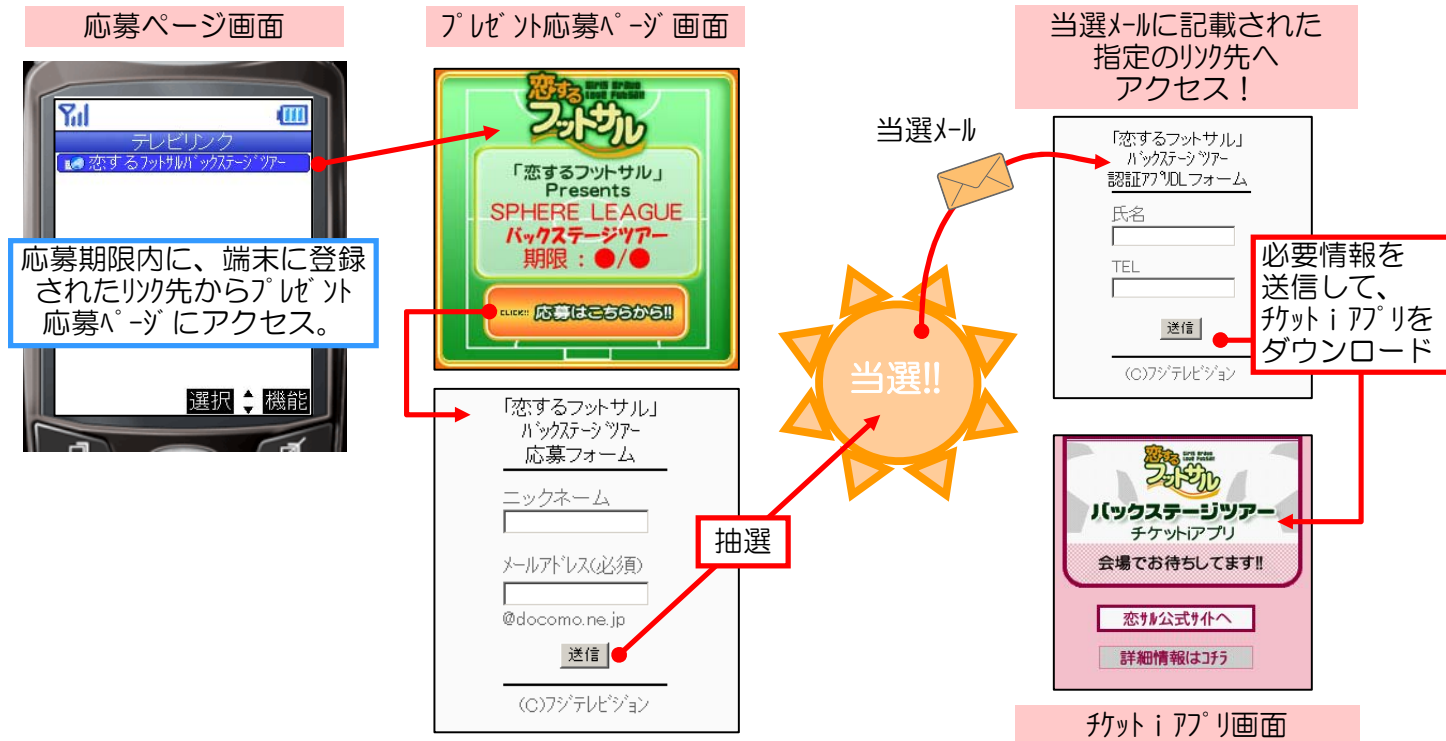 応募ページ画面
テレビリンク
恋するフットサルバックステージツアー
応募期限内に、端末に登録
されたリンク先からプレゼント
応募ページにアクセス。
選択
機能
プレゼント応募ページ画面
恋する
フットサル
「恋するフットサル」
Presents
SPHERE LEAGUE
バックステージツアー
期限：●/●
CLICK!! 応募はこちらから!!
「恋するフットサル」
バックステージツアー
応募フォーム
ニックネーム
メールアドレス(必須)
@docomo.ne.jp
送信
(C)フジテレビジョン
抽選
当選!!
当選メール
当選メールに記載された
指定のリンク先へ
アクセス！
「恋するフットサル」
バックステージツアー
認証アプリDLフォーム
氏名
TEL
送信
(C)フジテレビジョン
必要情報を
送信して、
チケットｉアプリを
ダウンロード
恋する
フットサル
バックステージツアー
チケットiアプリ
会場でお待ちしてます!!
恋サル公式サイトへ
詳細情報はコチラ
チケットｉアプリ画面